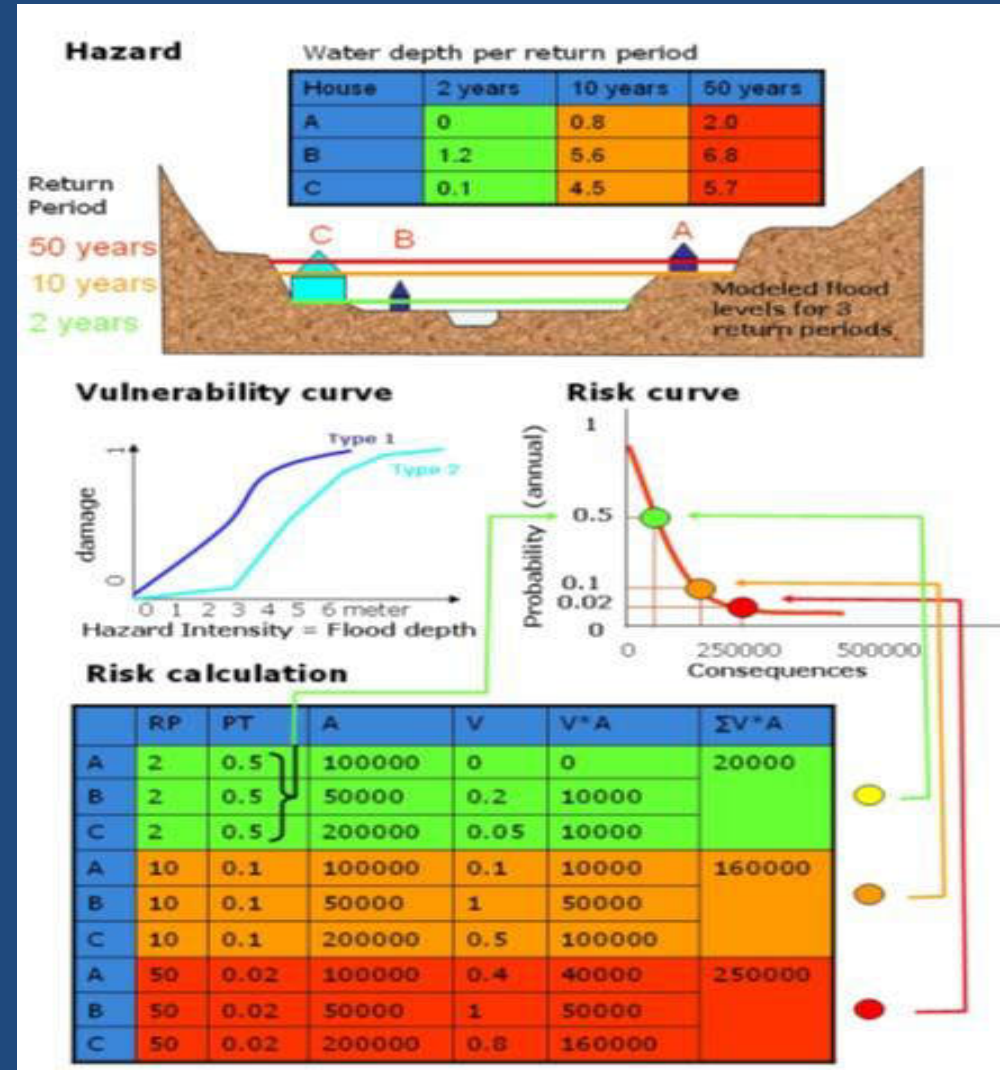 Hazard
Water depth per return period
House 2 years 10 years 50 years
A 0 0.8 2.0
B 1.2 5.6 6.8
C 0.1 4.5 5.7
Return
Period
50 years
10 years
2 years
C B A
Modeled flood
levels for 3
return periods
Vulnerability curve
damage
1
0
Type 1
Type 2
0 1 2 3 4 5 6 meter
Hazard Intensity = Flood depth
Risk curve
Probability (annual)
1
0.5
0.1
0.02
0
0 250000 500000
Consequences
Risk calculation
RP PT A V V*A ΣV*A
A 2 0.5 100000 0 0 20000
B 2 0.5 50000 0.2 10000
C 2 0.5 200000 0.05 10000
A 10 0.1 100000 0.1 10000 160000
B 10 0.1 50000 1 50000
C 10 0.1 200000 0.5 100000
A 50 0.02 100000 0.4 40000 250000
B 50 0.02 50000 1 50000
C 50 0.02 200000 0.8 160000